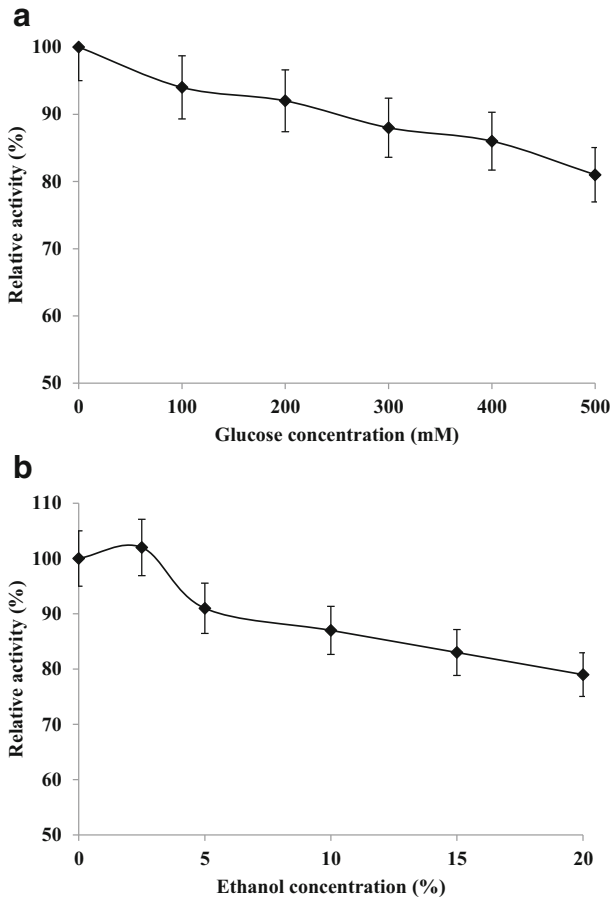 a
100
90
80
70
60
50
Relative activity (%)
0 100 200 300 400 500
Glucose concentration (mM)
b
110
100
90
80
70
60
50
Relative activity (%)
0 5 10 15 20
Ethanol concentration (%)